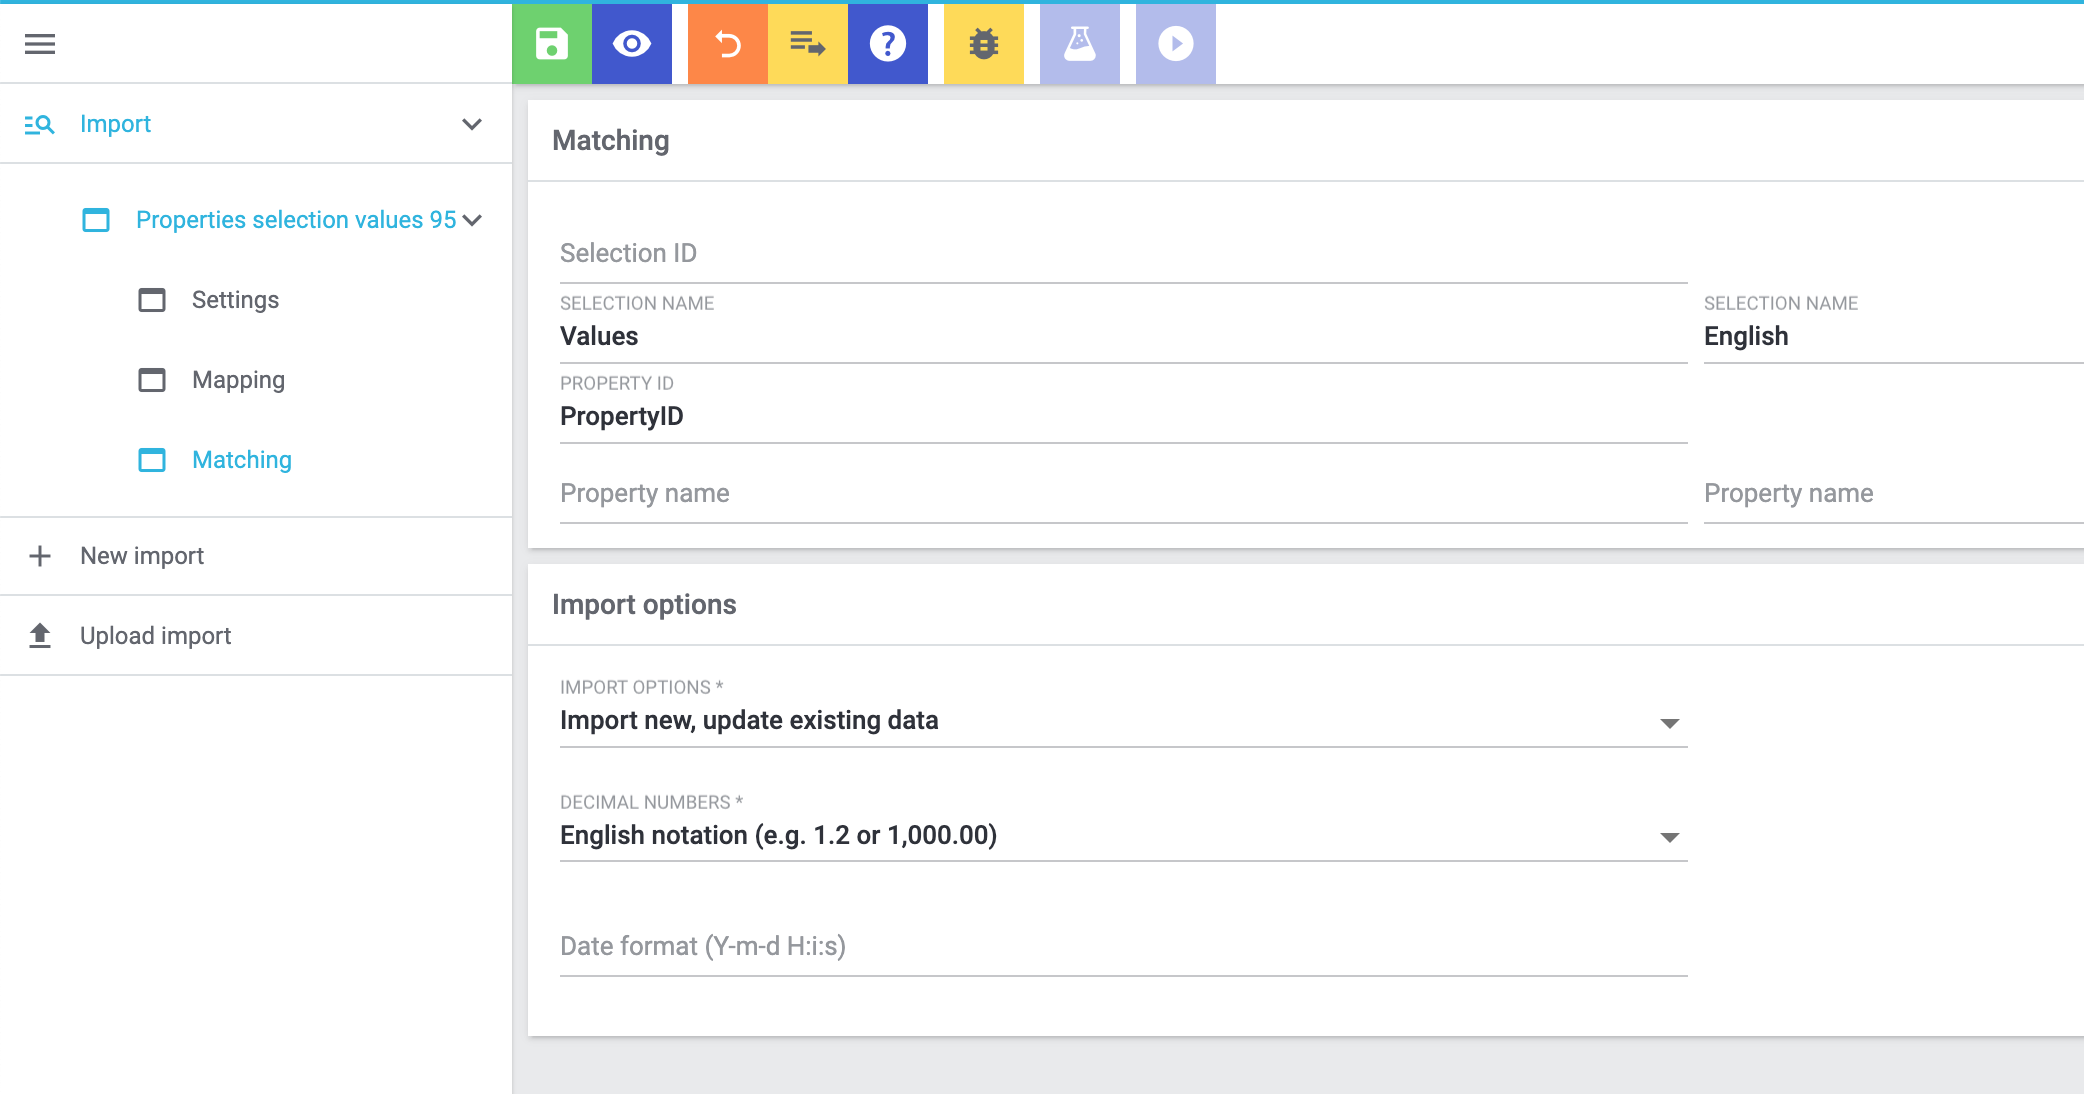 Import
Properties selection values 95
Settings
Mapping
Matching
New import
Upload import
Matching
Selection ID
SELECTION NAME
Values
SELECTION NAME
English
PROPERTY ID
PropertyID
Property name
Property name
Import options
IMPORT OPTIONS *
Import new, update existing data
DECIMAL NUMBERS *
English notation (e.g. 1.2 or 1,000.00)
Date format (Y-m-d H:i:s)